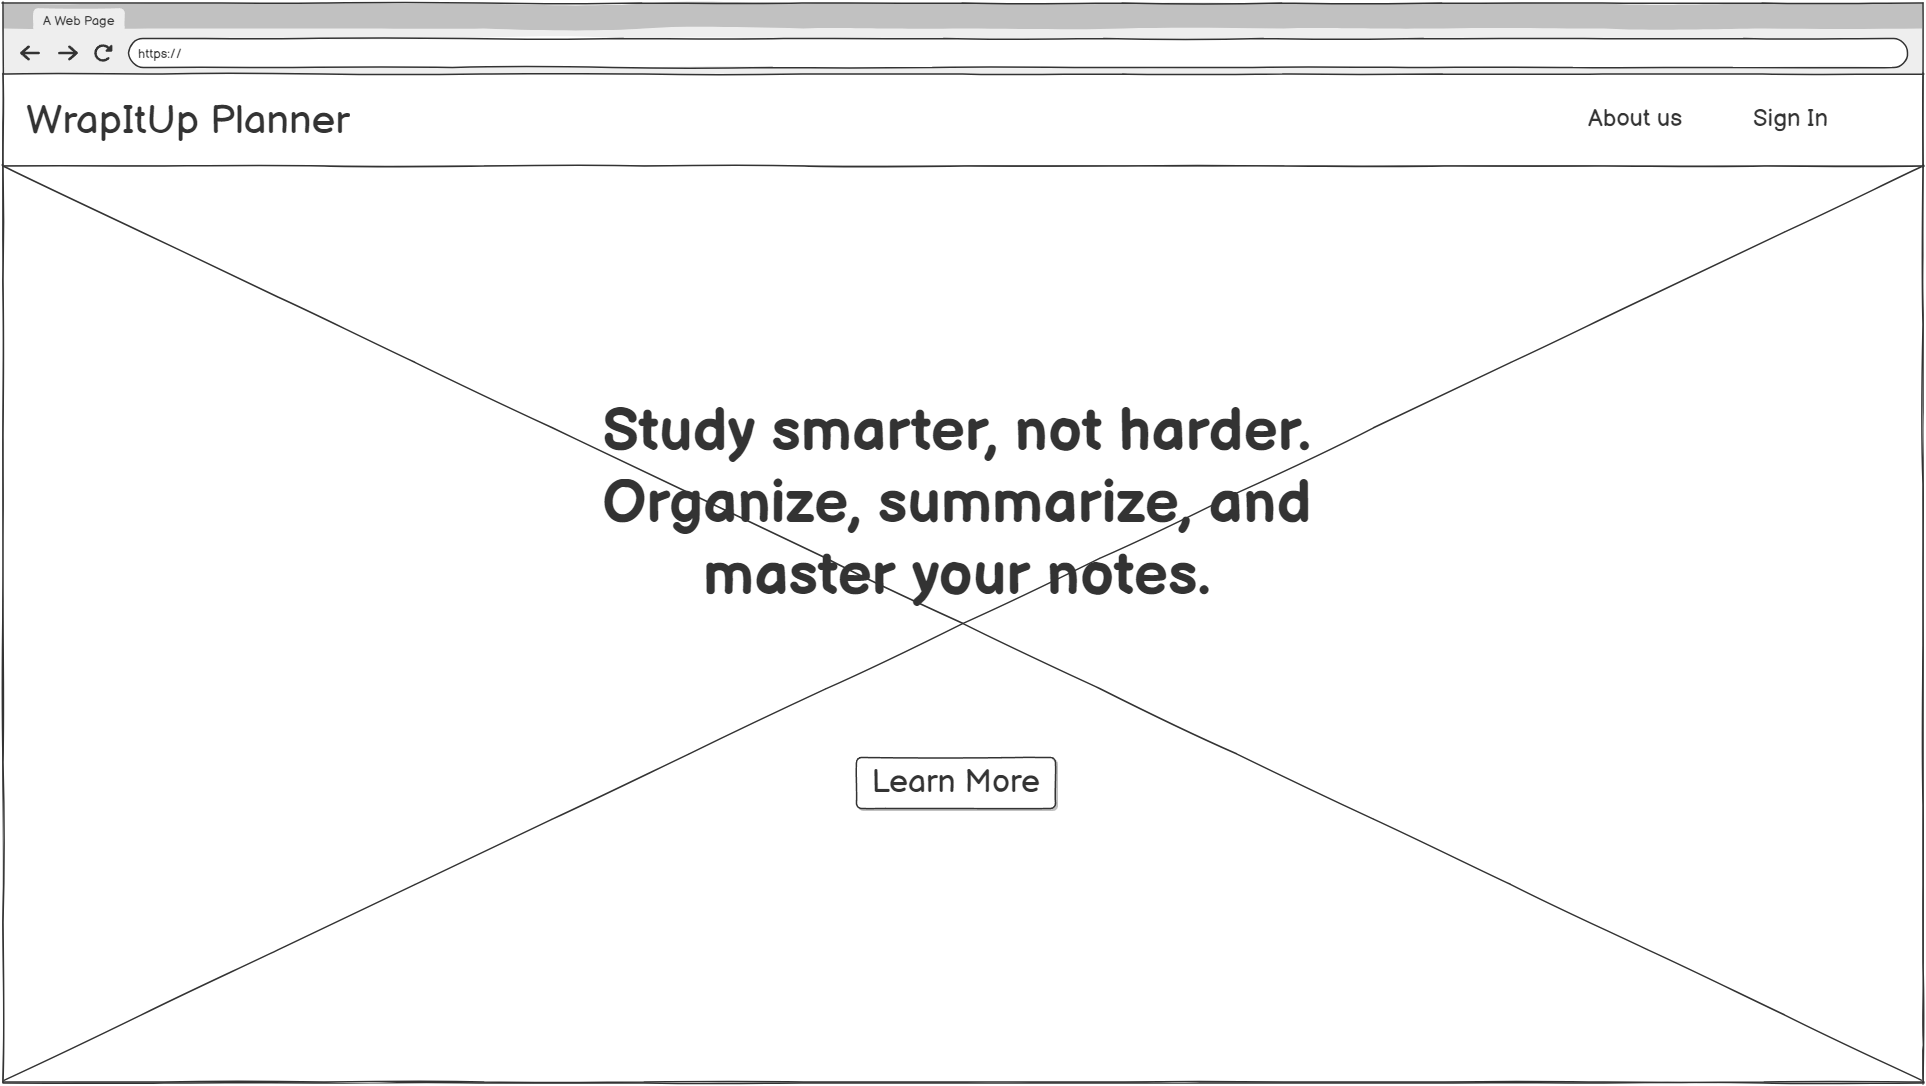 A Web Page
https://
WrapItUp Planner
About us
Sign In
Study smarter, not harder.
Organize, summarize, and
master your notes.
Learn More